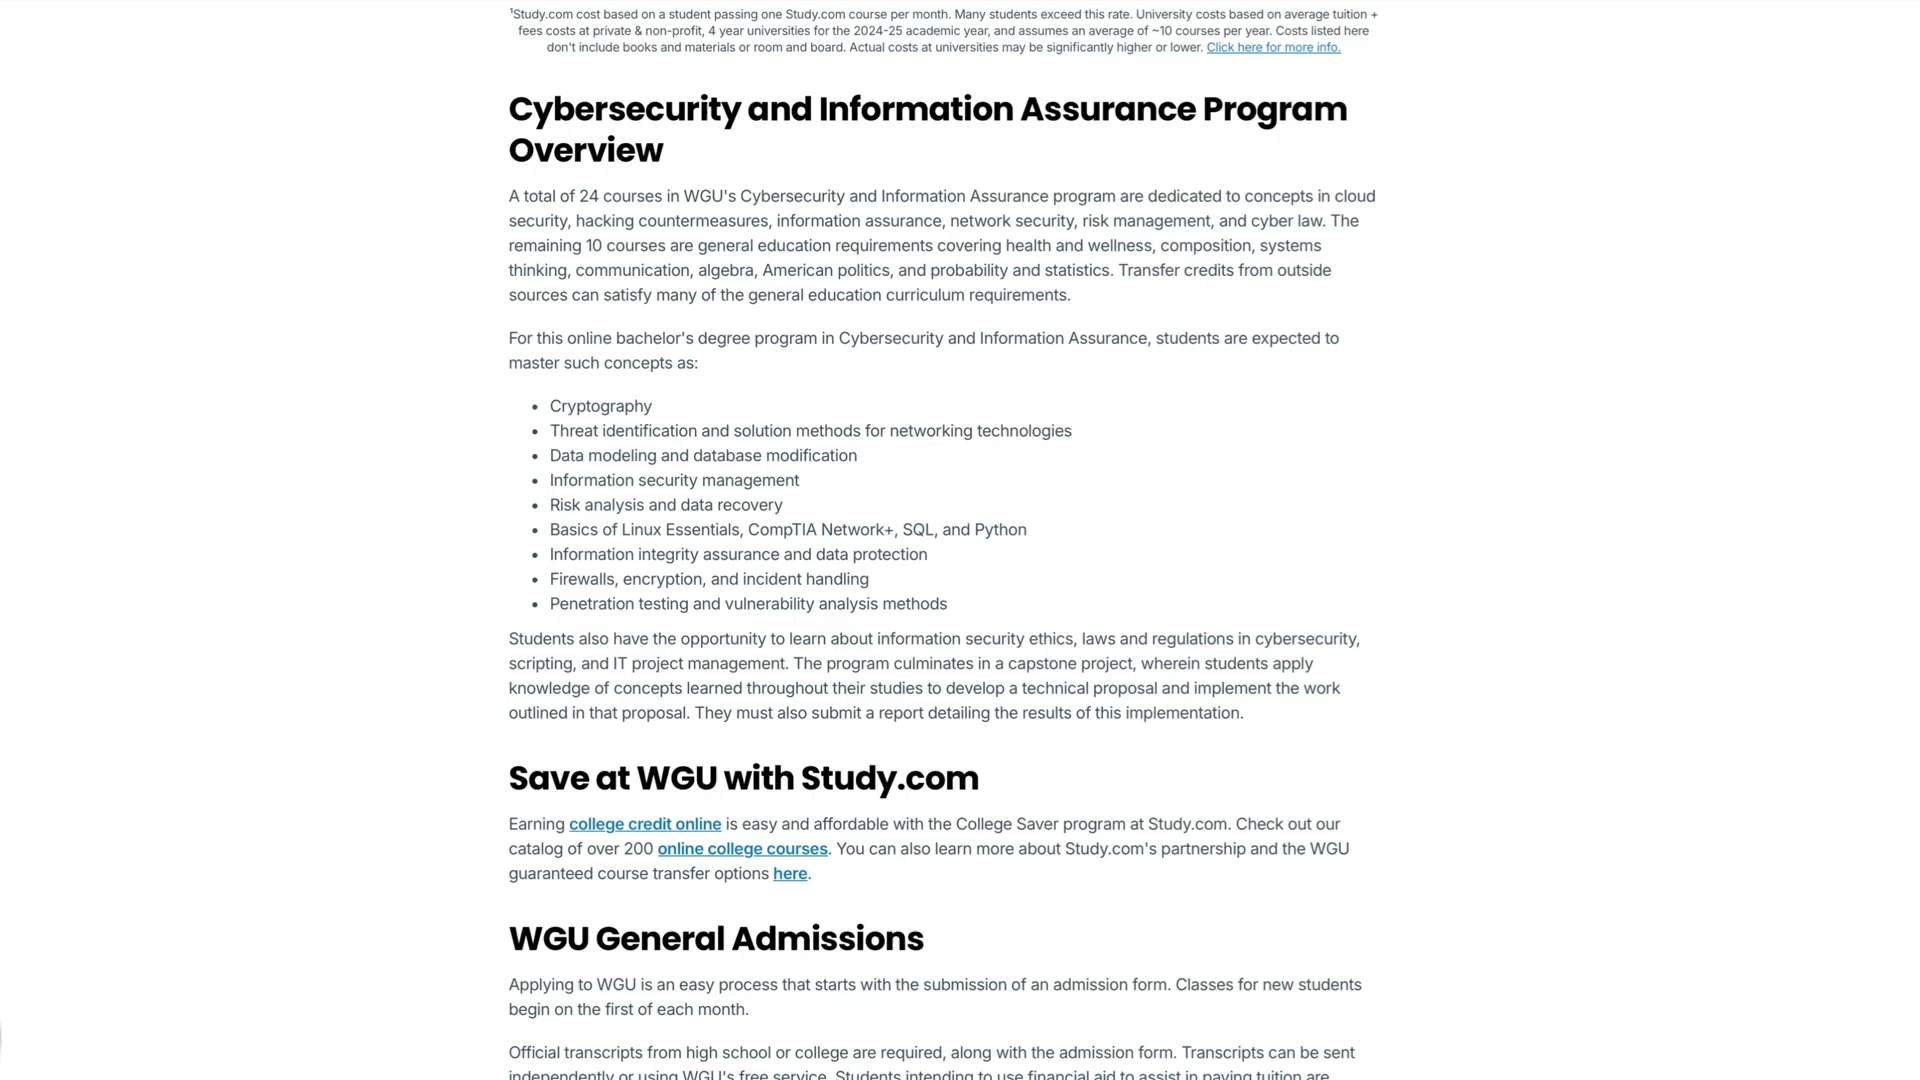 ¹Study.com cost based on a student passing one Study.com course per month. Many students exceed this rate. University costs based on average tuition +
fees costs at private & non-profit, 4 year universities for the 2024-25 academic year, and assumes an average of ~10 courses per year. Costs listed here
don't include books and materials or room and board. Actual costs at universities may be significantly higher or lower. Click here for more info.
Cybersecurity and Information Assurance Program
Overview
A total of 24 courses in WGU's Cybersecurity and Information Assurance program are dedicated to concepts in cloud
security, hacking countermeasures, information assurance, network security, risk management, and cyber law. The
remaining 10 courses are general education requirements covering health and wellness, composition, systems
thinking, communication, algebra, American politics, and probability and statistics. Transfer credits from outside
sources can satisfy many of the general education curriculum requirements.
For this online bachelor's degree program in Cybersecurity and Information Assurance, students are expected to
master such concepts as:
• Cryptography
• Threat identification and solution methods for networking technologies
• Data modeling and database modification
• Information security management
• Risk analysis and data recovery
• Basics of Linux Essentials, CompTIA Network+, SQL, and Python
• Information integrity assurance and data protection
• Firewalls, encryption, and incident handling
• Penetration testing and vulnerability analysis methods
Students also have the opportunity to learn about information security ethics, laws and regulations in cybersecurity,
scripting, and IT project management. The program culminates in a capstone project, wherein students apply
knowledge of concepts learned throughout their studies to develop a technical proposal and implement the work
outlined in that proposal. They must also submit a report detailing the results of this implementation.
Save at WGU with Study.com
Earning college credit online is easy and affordable with the College Saver program at Study.com. Check out our
catalog of over 200 online college courses. You can also learn more about Study.com's partnership and the WGU
guaranteed course transfer options here.
WGU General Admissions
Applying to WGU is an easy process that starts with the submission of an admission form. Classes for new students
begin on the first of each month.
Official transcripts from high school or college are required, along with the admission form. Transcripts can be sent
independently or using WGU's free service. Students intending to use financial aid to assist in paying tuition are